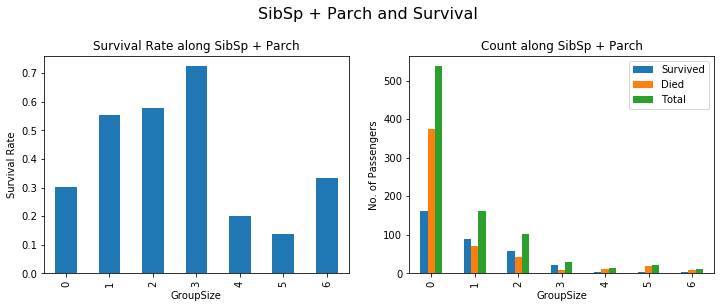 SibSp + Parch and Survival
Survival Rate along SibSp + Parch
Survival Rate
0.7
0.6
0.5
0.4
0.3
0.2
0.1
0.0
0 1 2 3 4 5 6
GroupSize
Count along SibSp + Parch
No. of Passengers
500
400
300
200
100
0
Survived
Died
Total
0 1 2 3 4 5 6
GroupSize